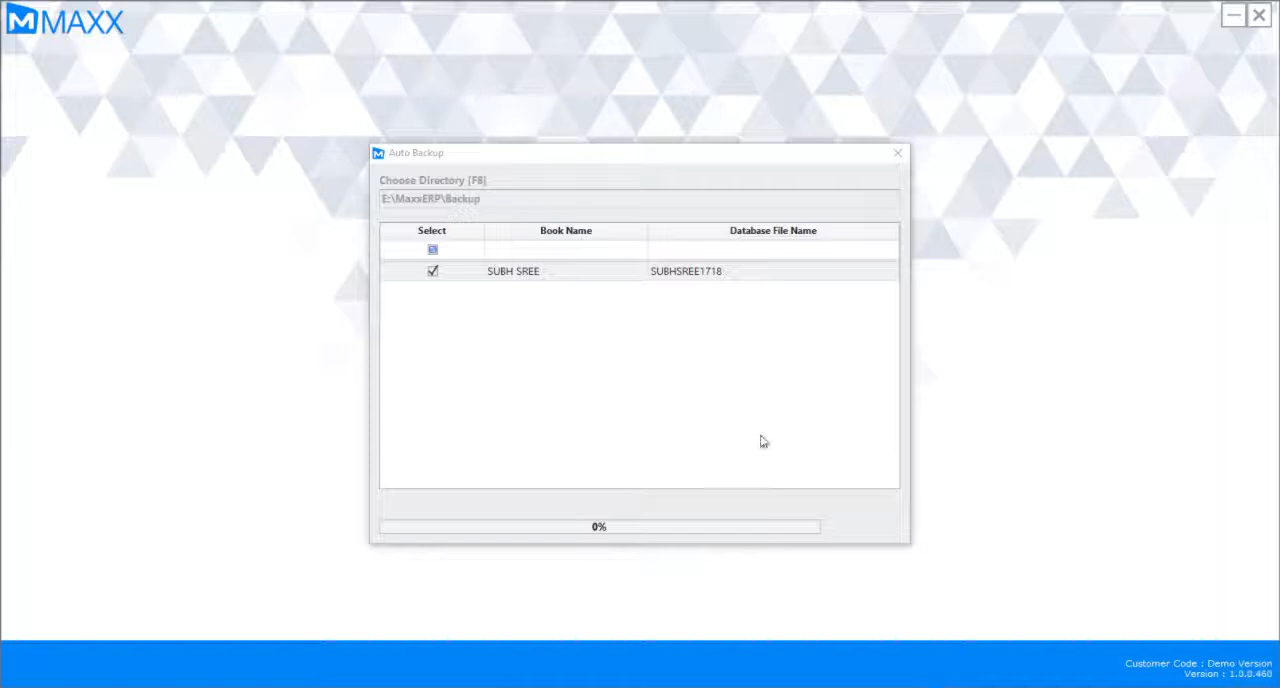 MAXX
Auto Backup
Choose Directory [F8]
E:\MaxxERP\Backup
Select Book Name Database File Name
SUBH SREE SUBHSREE1718
0%
Customer Code : Demo Version
Version : 1.0.0.460